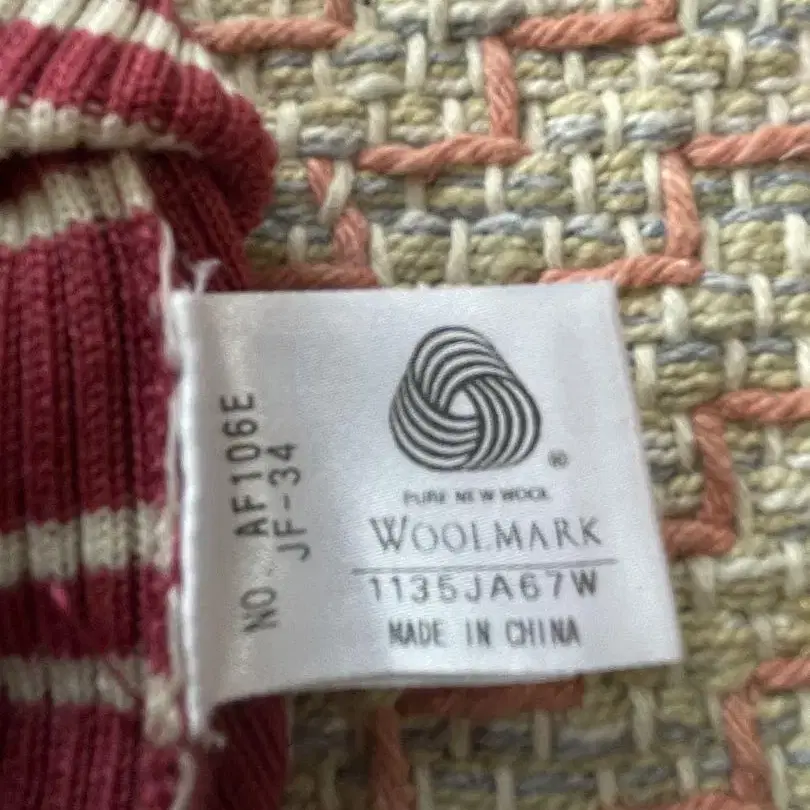 NO AF106E
JF-34
®
PURE NEW WOOL
WOOLMARK
1135JA67W
MADE IN CHINA